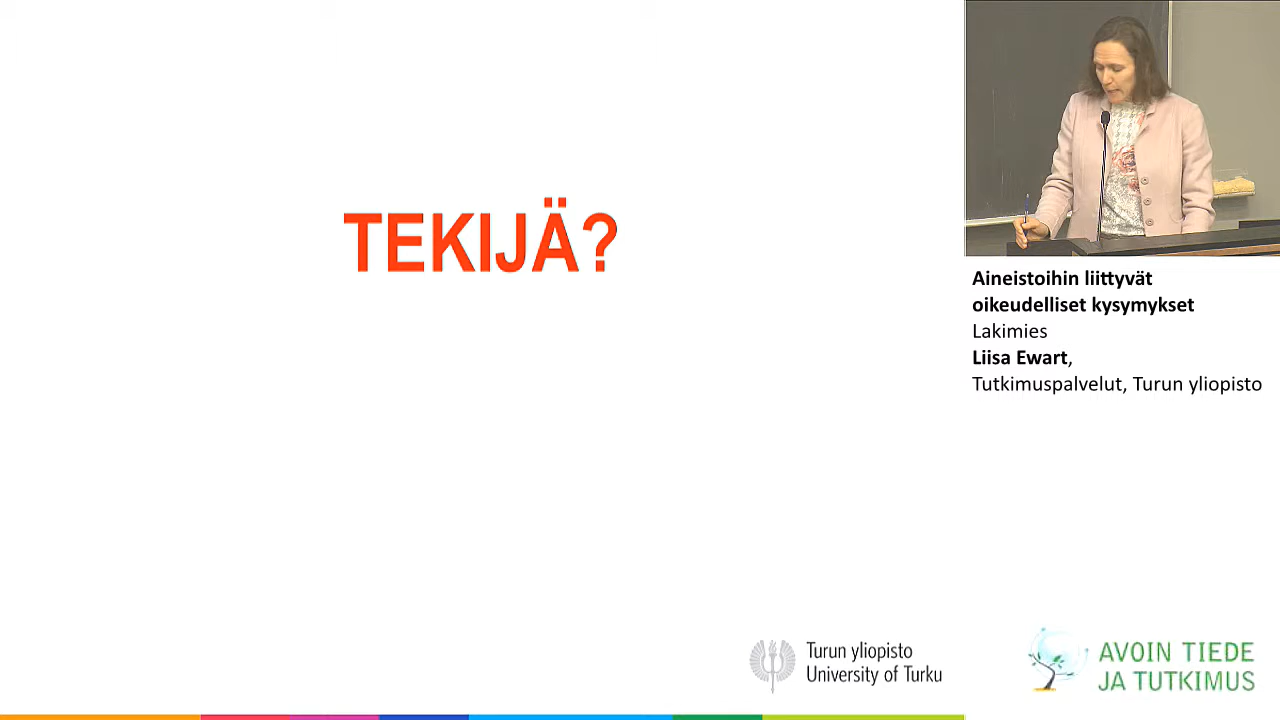 TEKIJÄ?
Aineistoihin liittyvät
oikeudelliset kysymykset
Lakimies
Liisa Ewart,
Tutkimuspalvelut, Turun yliopisto
Turun yliopisto
University of Turku
AVOIN TIEDE
JA TUTKIMUS